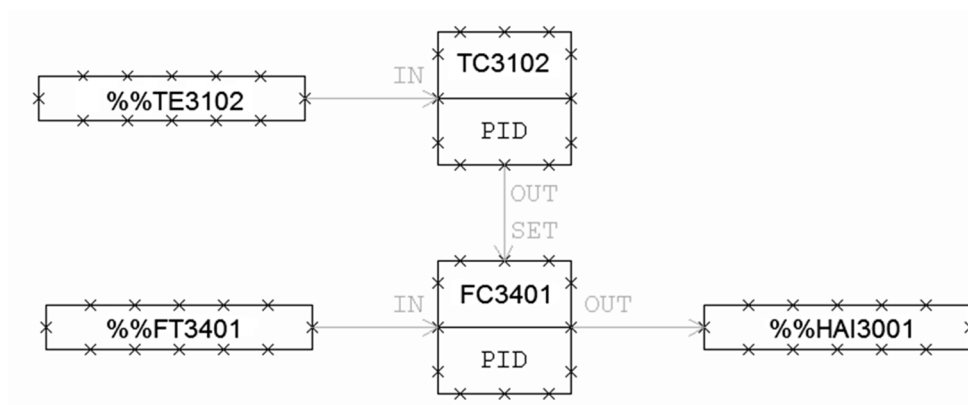 TC3102
IN
%%TE3102
PID
OUT
SET
FC3401
IN
OUT
%%FT3401
%%HAI3001
PID